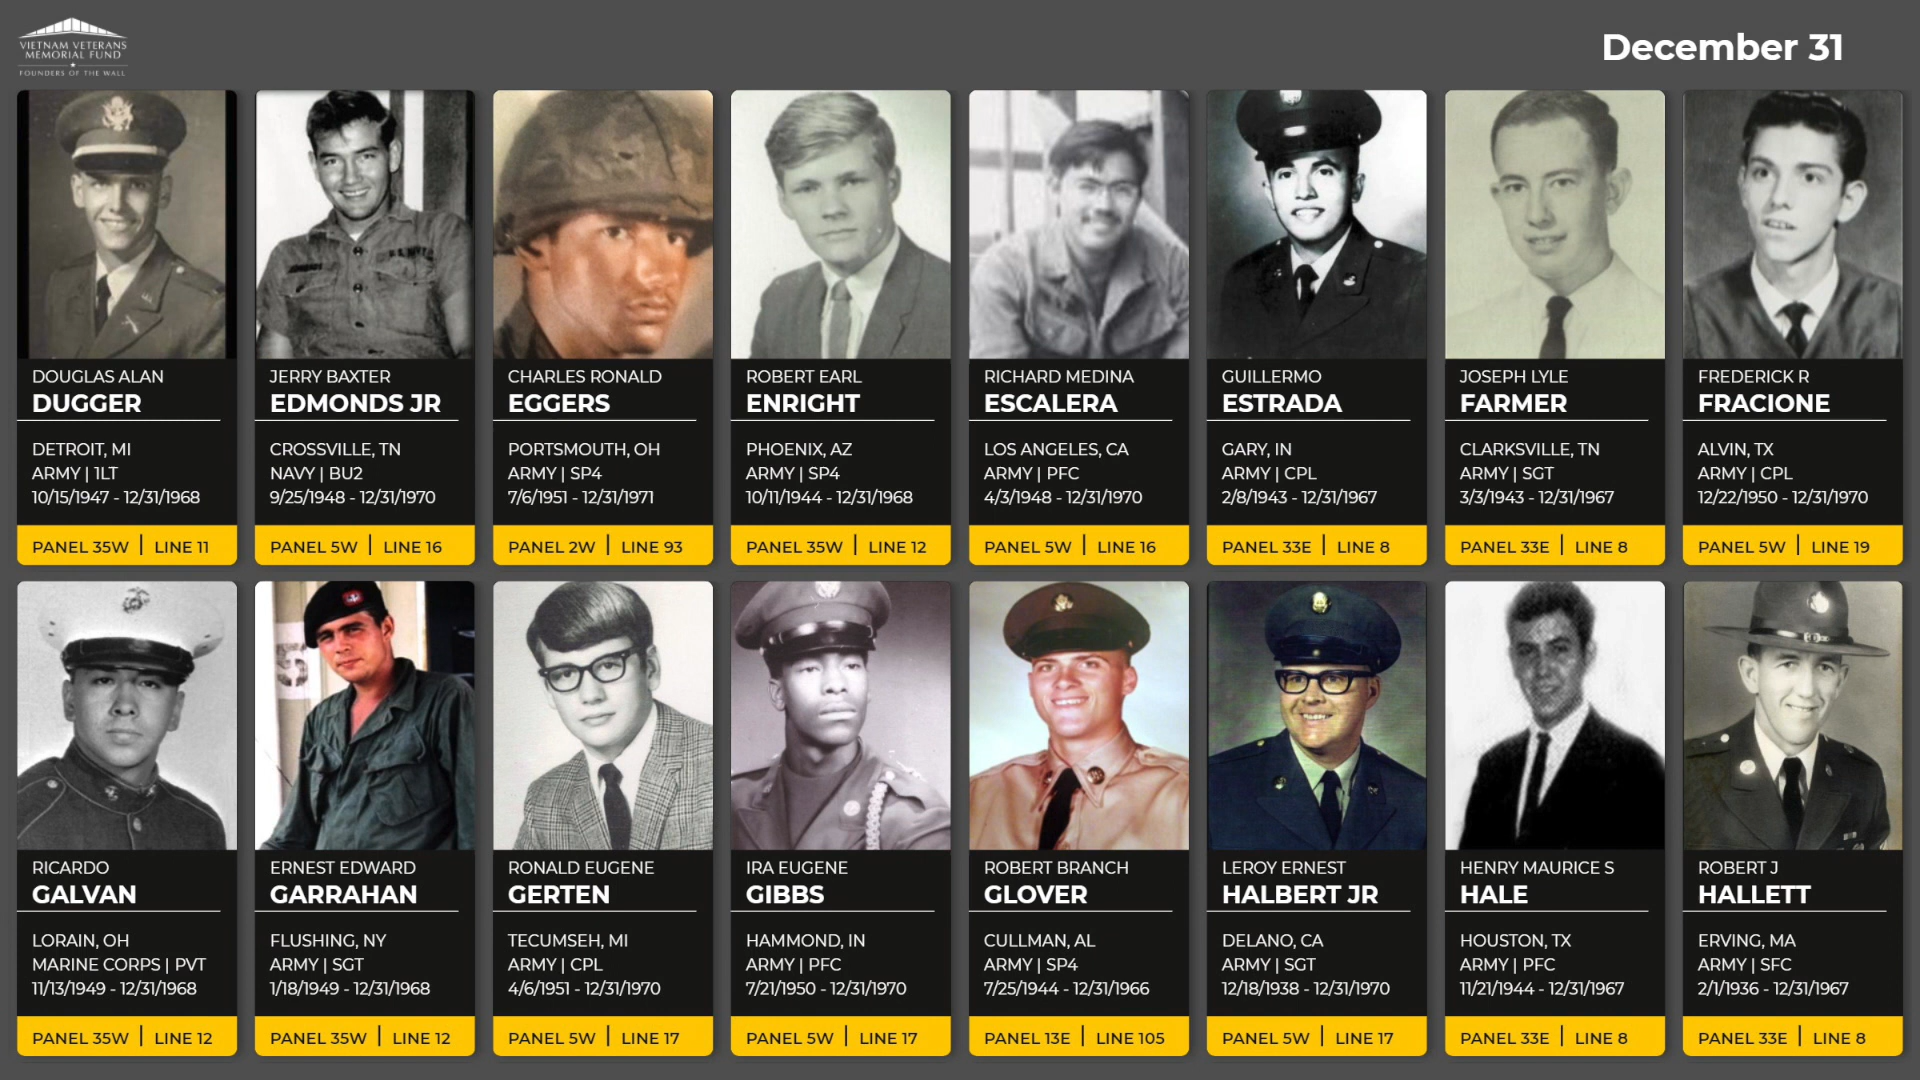 VIETNAM VETERANS
MEMORIAL FUND
FOUNDERS OF THE WALL
December 31
DOUGLAS ALAN
DUGGER
DETROIT, MI
ARMY | 1LT
10/15/1947 - 12/31/1968
PANEL 35W | LINE 11
JERRY BAXTER
EDMONDS JR
CROSSVILLE, TN
NAVY | BU2
9/25/1948 - 12/31/1970
PANEL 5W | LINE 16
CHARLES RONALD
EGGERS
PORTSMOUTH, OH
ARMY | SP4
7/6/1951 - 12/31/1971
PANEL 2W | LINE 93
ROBERT EARL
ENRIGHT
PHOENIX, AZ
ARMY | SP4
10/11/1944 - 12/31/1968
PANEL 35W | LINE 12
RICHARD MEDINA
ESCALERA
LOS ANGELES, CA
ARMY | PFC
4/3/1948 - 12/31/1970
PANEL 5W | LINE 16
GUILLERMO
ESTRADA
GARY, IN
ARMY | CPL
2/8/1943 - 12/31/1967
PANEL 33E | LINE 8
JOSEPH LYLE
FARMER
CLARKSVILLE, TN
ARMY | SGT
3/3/1943 - 12/31/1967
PANEL 33E | LINE 8
FREDERICK R
FRACIONE
ALVIN, TX
ARMY | CPL
12/22/1950 - 12/31/1970
PANEL 5W | LINE 19
RICARDO
GALVAN
LORAIN, OH
MARINE CORPS | PVT
11/13/1949 - 12/31/1968
PANEL 35W | LINE 12
ERNEST EDWARD
GARRAHAN
FLUSHING, NY
ARMY | SGT
1/18/1949 - 12/31/1968
PANEL 35W | LINE 12
RONALD EUGENE
GERTEN
TECUMSEH, MI
ARMY | CPL
4/6/1951 - 12/31/1970
PANEL 5W | LINE 17
IRA EUGENE
GIBBS
HAMMOND, IN
ARMY | PFC
7/21/1950 - 12/31/1970
PANEL 5W | LINE 17
ROBERT BRANCH
GLOVER
CULLMAN, AL
ARMY | SP4
7/25/1944 - 12/31/1966
PANEL 13E | LINE 105
LEROY ERNEST
HALBERT JR
DELANO, CA
ARMY | SGT
12/18/1938 - 12/31/1970
PANEL 5W | LINE 17
HENRY MAURICE S
HALE
HOUSTON, TX
ARMY | PFC
11/21/1944 - 12/31/1967
PANEL 33E | LINE 8
ROBERT J
HALLETT
ERVING, MA
ARMY | SFC
2/1/1936 - 12/31/1967
PANEL 33E | LINE 8